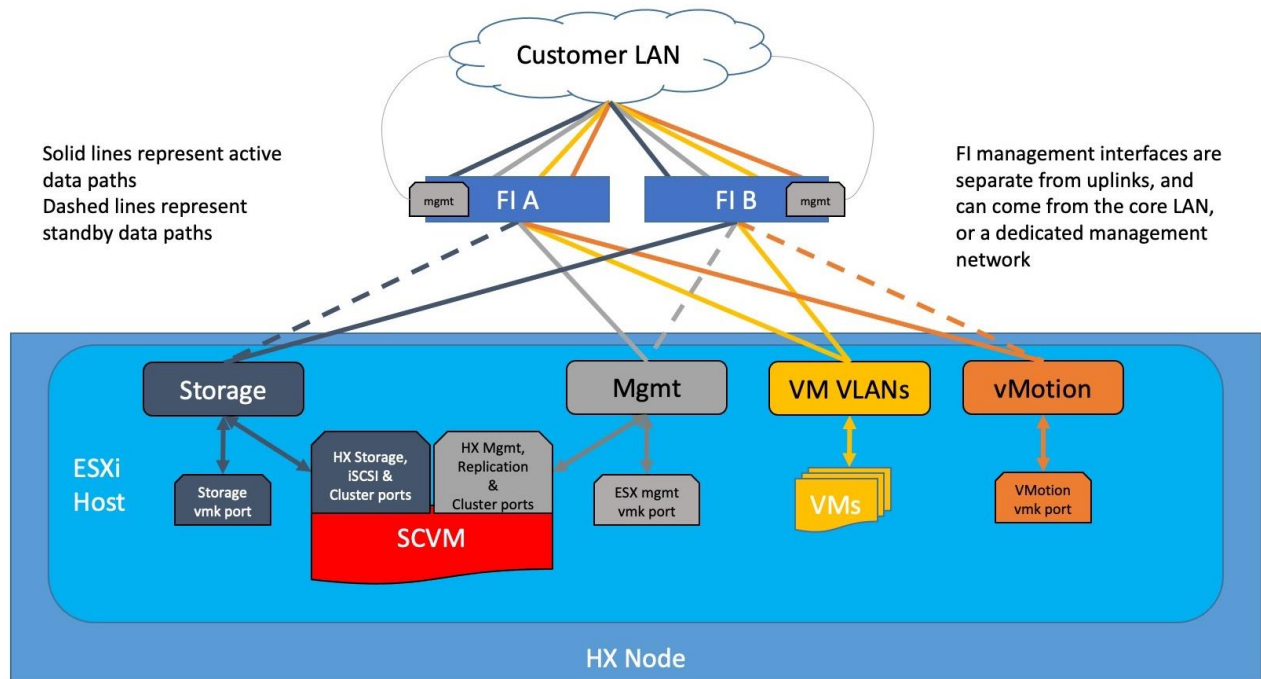 Customer LAN
Solid lines represent active
data paths
Dashed lines represent
standby data paths
FI management interfaces are
separate from uplinks, and
can come from the core LAN,
or a dedicated management
network
mgmt
FI A
FI B
mgmt
Storage
Mgmt
VM VLANs
vMotion
ESXi
Host
Storage
vmk port
HX Storage,
iSCSI &
Cluster ports
HX Mgmt,
Replication
&
Cluster ports
SCVM
ESX mgmt
vmk port
VMs
VMotion
vmk port
HX Node